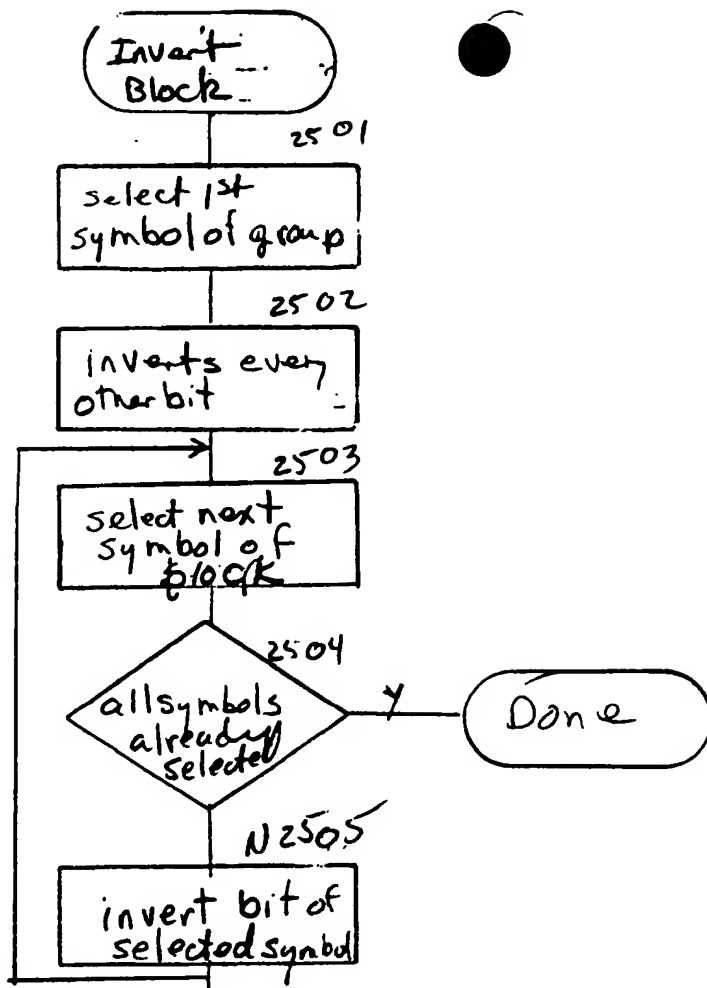 Invert
Block
2501
select 1st
symbol of group
2502
inverts every
other bit
2503
select next
symbol of
block
2504
all symbols
already
selected
Y
Done
N 2505
invert bit of
selected symbol